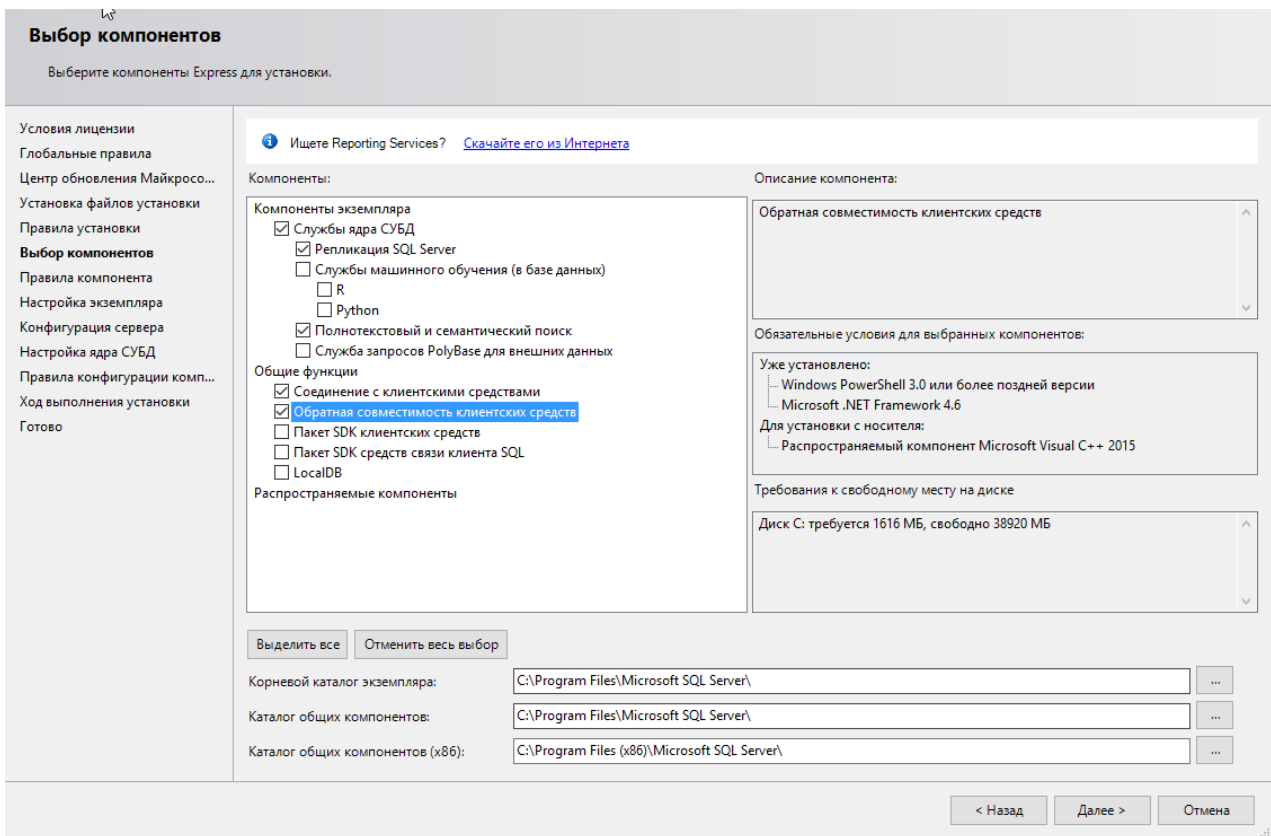 Выбор компонентов
Выберите компоненты Express для установки.
Условия лицензии
Глобальные правила
Центр обновления Майкросо...
Установка файлов установки
Правила установки
Выбор компонентов
Правила компонента
Настройка экземпляра
Конфигурация сервера
Настройка ядра СУБД
Правила конфигурации комп...
Ход выполнения установки
Готово
Ищете Reporting Services? Скачайте его из Интернета
Компоненты:
Компоненты экземпляра
Службы ядра СУБД
Репликация SQL Server
Службы машинного обучения (в базе данных)
R
Python
Полнотекстовый и семантический поиск
Служба запросов PolyBase для внешних данных
Общие функции
Соединение с клиентскими средствами
Обратная совместимость клиентских средств
Пакет SDK клиентских средств
Пакет SDK средств связи клиента SQL
LocalDB
Распространяемые компоненты
Описание компонента:
Обратная совместимость клиентских средств
Обязательные условия для выбранных компонентов:
Уже установлено:
Windows PowerShell 3.0 или более поздней версии
Microsoft .NET Framework 4.6
Для установки с носителя:
Распространяемый компонент Microsoft Visual C++ 2015
Требования к свободному месту на диске
Диск C: требуется 1616 МБ, свободно 38920 МБ
Выделить все
Отменить весь выбор
Корневой каталог экземпляра:
C:\Program Files\Microsoft SQL Server\
...
Каталог общих компонентов:
C:\Program Files\Microsoft SQL Server\
...
Каталог общих компонентов (x86):
C:\Program Files (x86)\Microsoft SQL Server\
...
< Назад
Далее >
Отмена